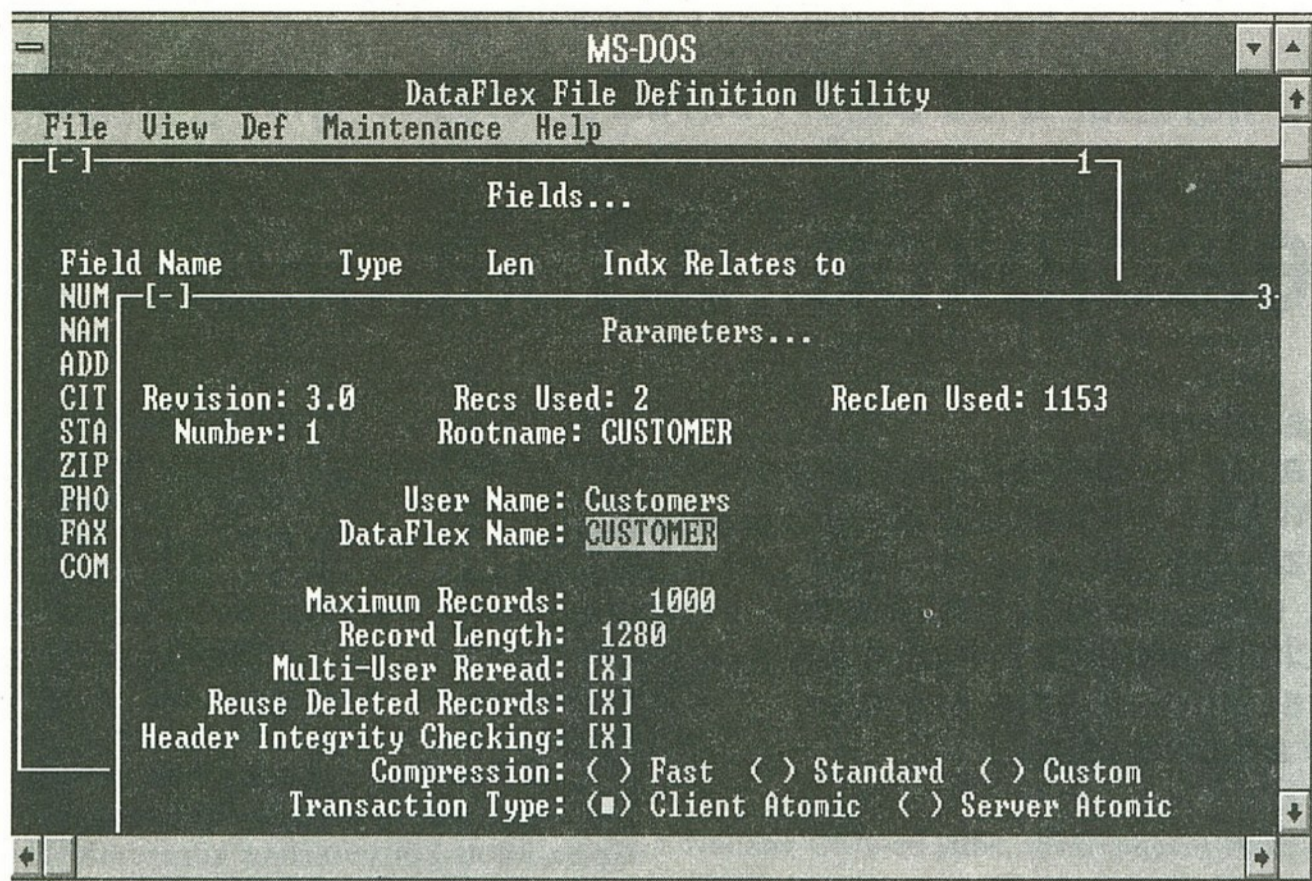 MS-DOS
DataFlex File Definition Utility
File View Def Maintenance Help
[-] 1
Fields...
Field Name Type Len Indx Relates to
NUM [-] 3
NAM Parameters...
ADD
CIT Revision: 3.0 Recs Used: 2 RecLen Used: 1153
STA Number: 1 Rootname: CUSTOMER
ZIP
PHO User Name: Customers
FAX DataFlex Name: CUSTOMER
COM
Maximum Records: 1000
Record Length: 1280
Multi-User Reread: [X]
Reuse Deleted Records: [X]
Header Integrity Checking: [X]
Compression: ( ) Fast ( ) Standard ( ) Custom
Transaction Type: (■) Client Atomic ( ) Server Atomic